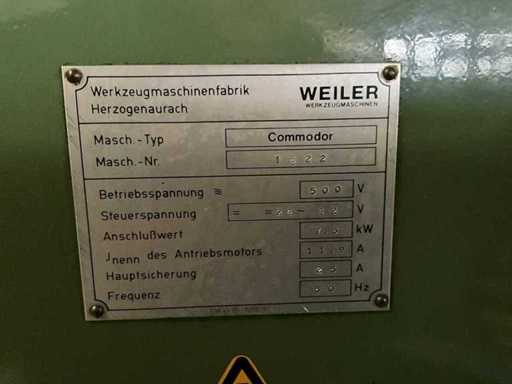 Werkzeugmaschinenfabrik
Herzogenaurach
WEILER
WERKZEUGMASCHINEN
Masch.-Typ Commodor
Masch.-Nr.
Betriebsspannung ≅ 500 V
Steuerspannung V
Anschlußwert kW
Jnenn des Antriebsmotors A
Hauptsicherung A
Frequenz Hz